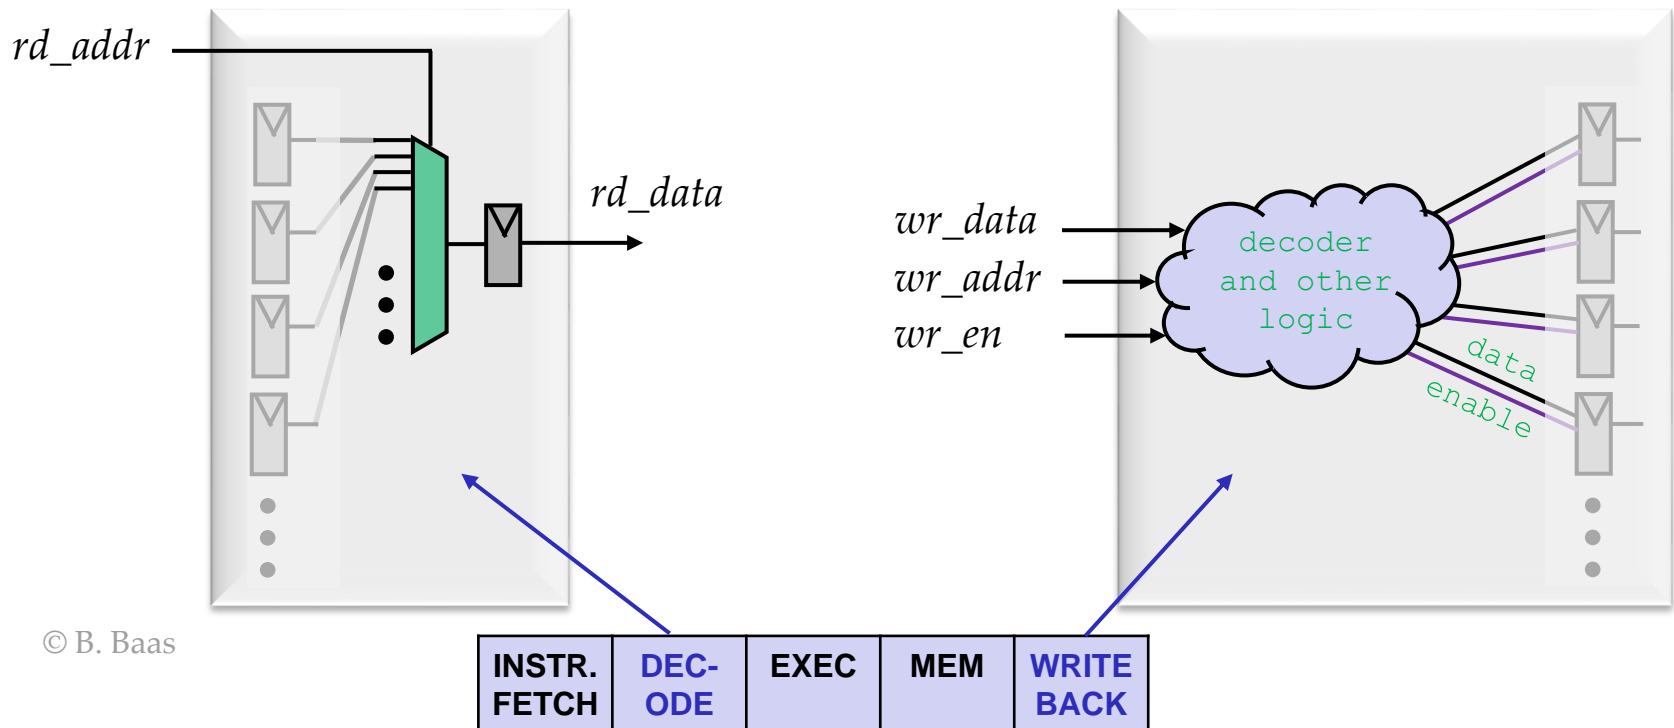 rd_addr
rd_data
wr_data
wr_addr
wr_en
decoder
and other
logic
data
enable
© B. Baas
INSTR.
FETCH
DEC-
ODE
EXEC
MEM
WRITE
BACK